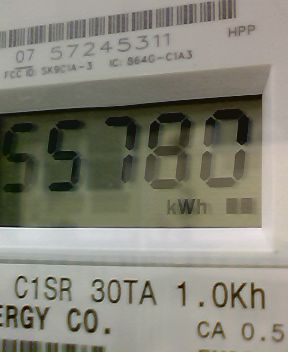 07 57245311
HPP
FCC ID: SK9C1A-3 IC: 864G-C1A3
55780
kWh
C1SR 30TA 1.0Kh
ERGY CO.
CA 0.5